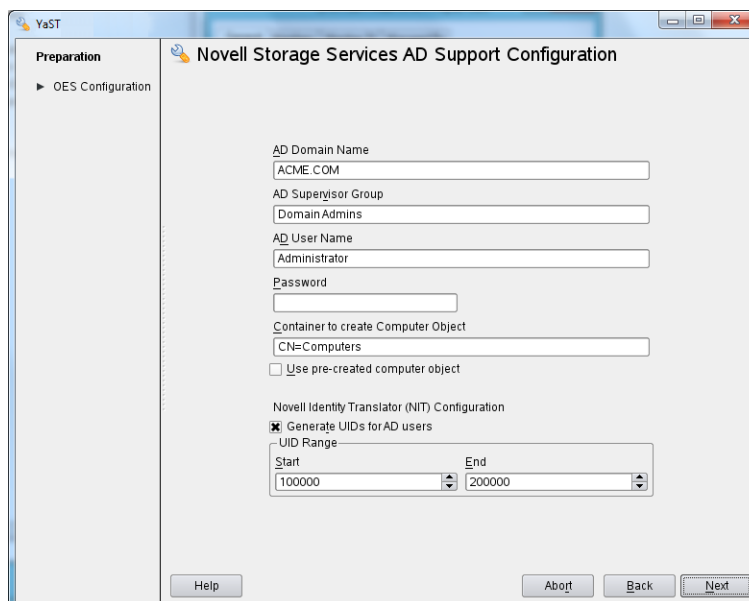 YaST
Preparation
OES Configuration
Novell Storage Services AD Support Configuration
AD Domain Name
ACME.COM
AD Supervisor Group
Domain Admins
AD User Name
Administrator
Password
Container to create Computer Object
CN=Computers
Use pre-created computer object
Novell Identity Translator (NIT) Configuration
Generate UIDs for AD users
UID Range
Start
End
100000
200000
Help
Abort
Back
Next